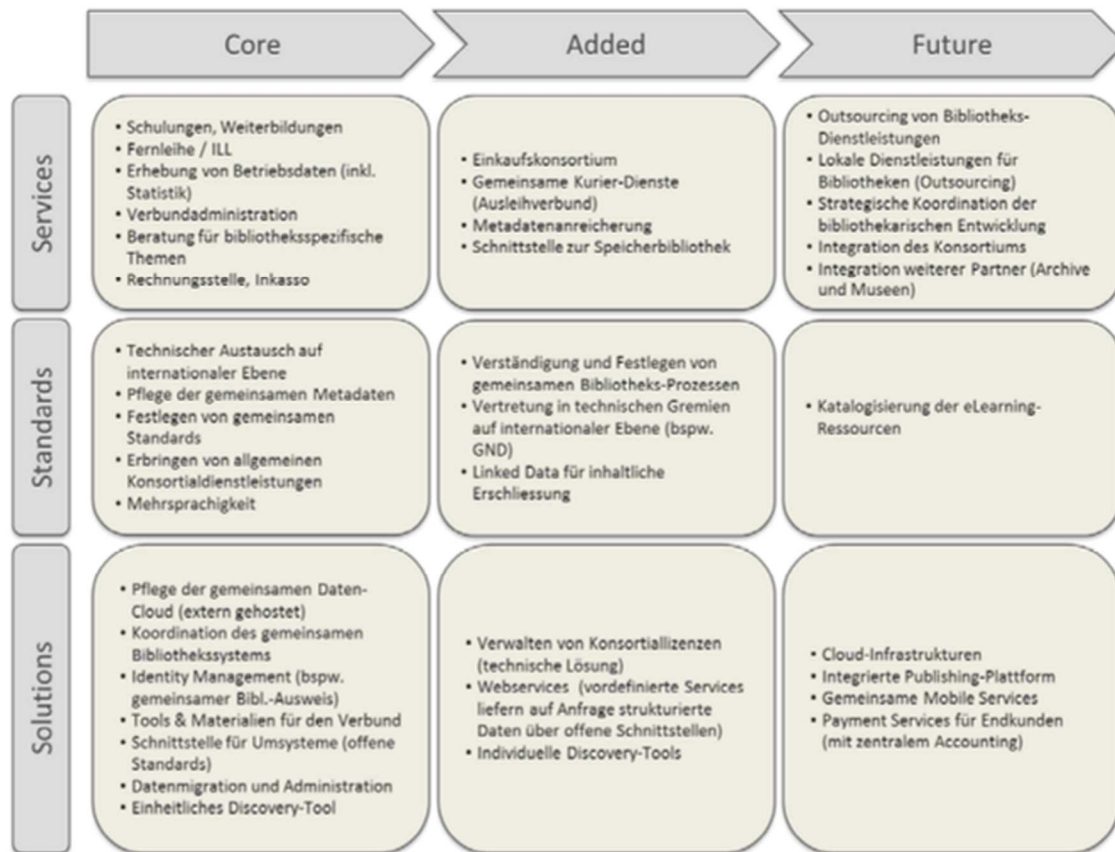 Core
Added
Future
Services
• Schulungen, Weiterbildungen
• Fernleihe / ILL
• Erhebung von Betriebsdaten (inkl.
Statistik)
• Verbundadministration
• Beratung für bibliotheksspezifische
Themen
• Rechnungsstelle, Inkasso
• Einkaufskonsortium
• Gemeinsame Kurier-Dienste
(Ausleihverbund)
• Metadatenanreicherung
• Schnittstelle zur Speicherbibliothek
• Outsourcing von Bibliotheks-
Dienstleistungen
• Lokale Dienstleistungen für
Bibliotheken (Outsourcing)
• Strategische Koordination der
bibliothekarischen Entwicklung
• Integration des Konsortiums
• Integration weiterer Partner (Archive
und Museen)
Standards
• Technischer Austausch auf
internationaler Ebene
• Pflege der gemeinsamen Metadaten
• Festlegen von gemeinsamen
Standards
• Erbringen von allgemeinen
Konsortialdienstleistungen
• Mehrsprachigkeit
• Verständigung und Festlegen von
gemeinsamen Bibliotheks-Prozessen
• Vertretung in technischen Gremien
auf internationaler Ebene (bspw.
GND)
• Linked Data für inhaltliche
Erschliessung
• Katalogisierung der eLearning-
Ressourcen
Solutions
• Pflege der gemeinsamen Daten-
Cloud (extern gehostet)
• Koordination des gemeinsamen
Bibliothekssystems
• Identity Management (bspw.
gemeinsamer Bibl.-Ausweis)
• Tools & Materialien für den Verbund
• Schnittstelle für Umsysteme (offene
Standards)
• Datenmigration und Administration
• Einheitliches Discovery-Tool
• Verwalten von Konsortiallizenzen
(technische Lösung)
• Webservices (vordefinierte Services
liefern auf Anfrage strukturierte
Daten über offene Schnittstellen)
• Individuelle Discovery-Tools
• Cloud-Infrastrukturen
• Integrierte Publishing-Plattform
• Gemeinsame Mobile Services
• Payment Services für Endkunden
(mit zentralem Accounting)